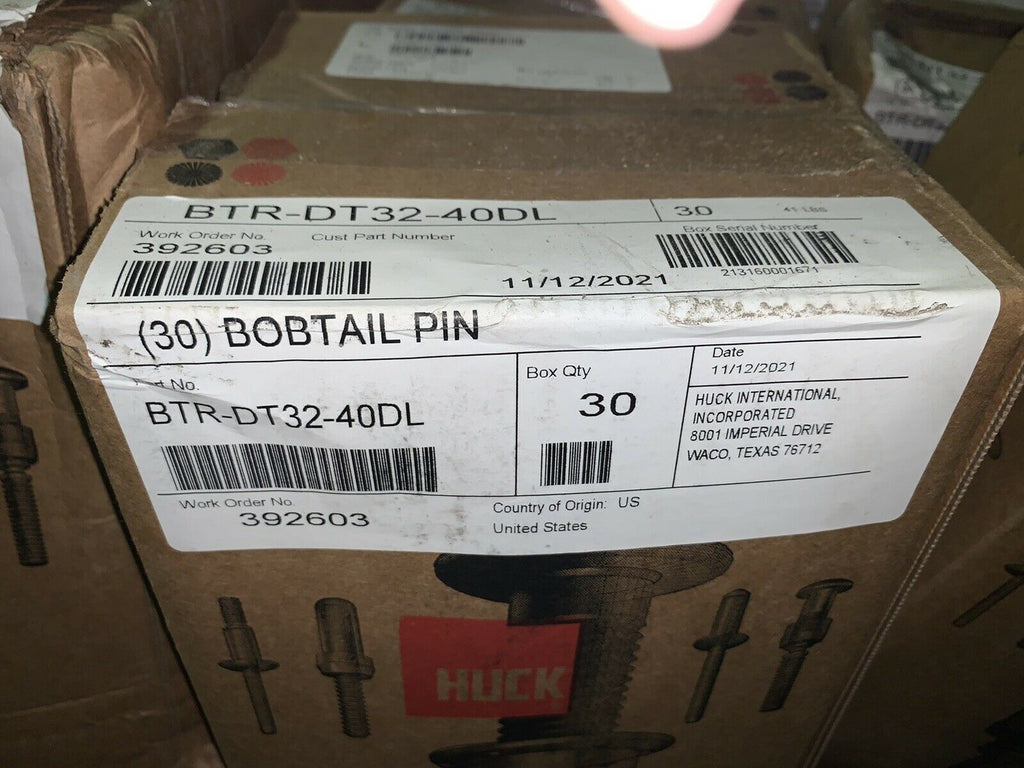 BTR-DT32-40DL 30 41 LBS
Work Order No. Cust Part Number Box Serial Number
392603
213160001671
11/12/2021
(30) BOBTAIL PIN
No.
BTR-DT32-40DL
Box Qty
30
Date
11/12/2021
HUCK INTERNATIONAL,
INCORPORATED
8001 IMPERIAL DRIVE
WACO, TEXAS 76712
Work Order No.
392603
Country of Origin: US
United States
HUCK